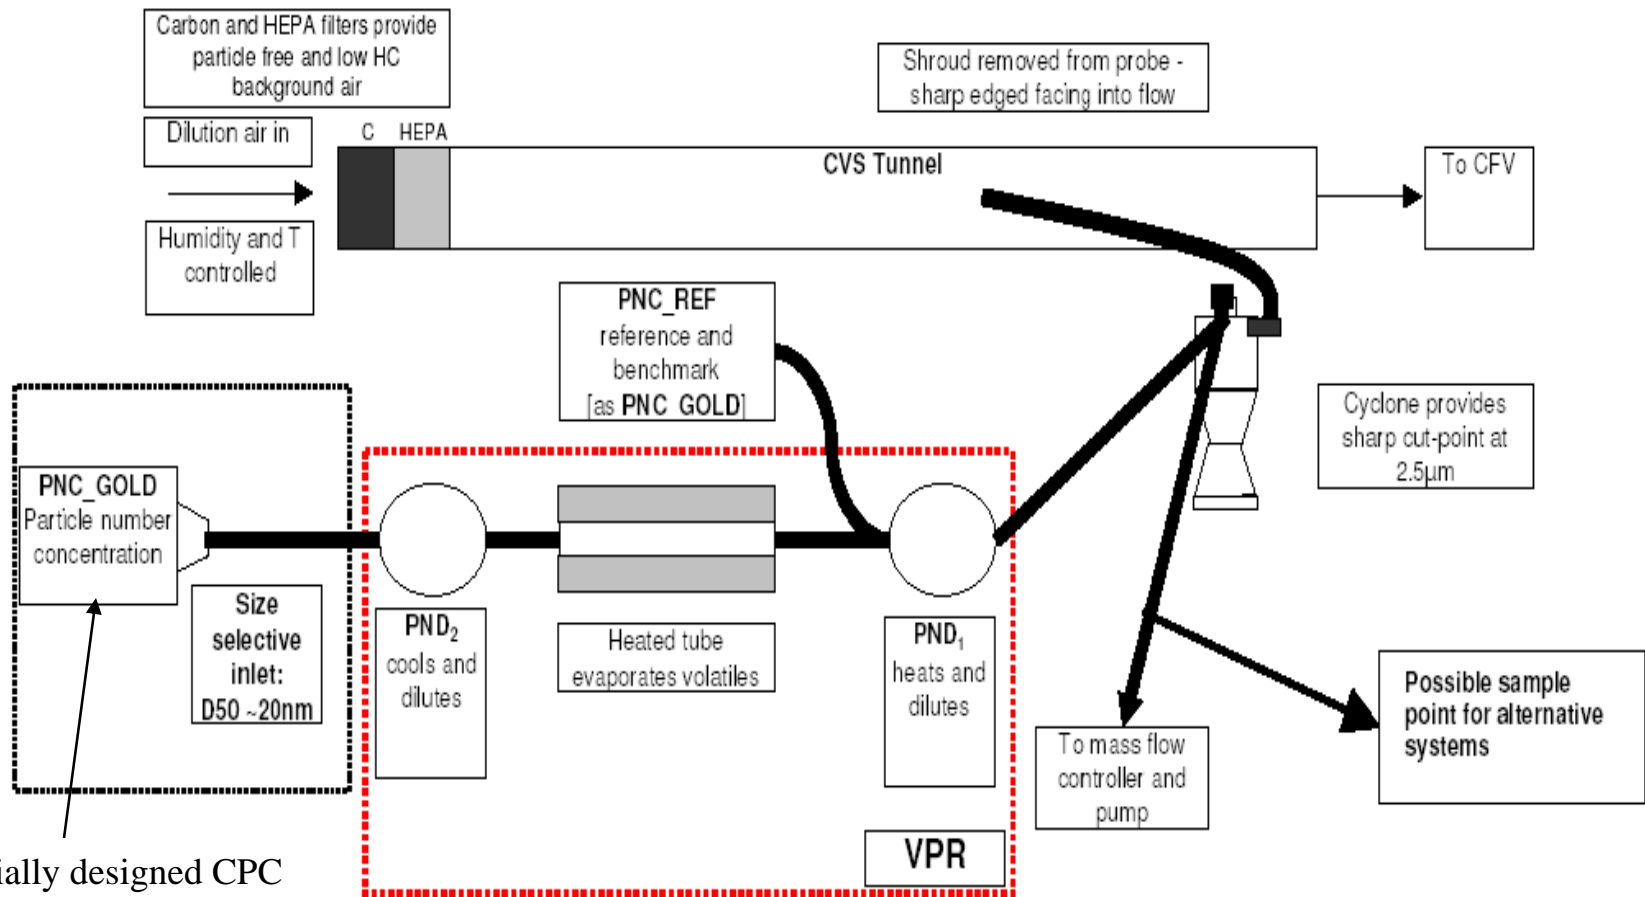 Carbon and HEPA filters provide
particle free and low HC
background air
Shroud removed from probe -
sharp edged facing into flow
Dilution air in
C HEPA
CVS Tunnel
To CFV
Humidity and T
controlled
PNC_REF
reference and
benchmark
[as PNC_GOLD]
Cyclone provides
sharp cut-point at
2.5µm
PNC_GOLD
Particle number
concentration
Size
selective
inlet:
D50 ~20nm
PND₂
cools and
dilutes
Heated tube
evaporates volatiles
PND₁
heats and
dilutes
Possible sample
point for alternative
systems
To mass flow
controller and
pump
VPR
ially designed CPC